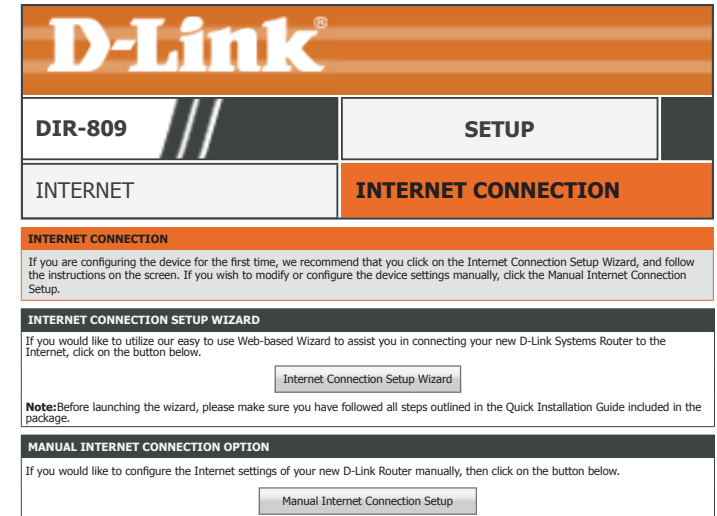 D-Link®
DIR-809
SETUP
INTERNET
INTERNET CONNECTION
INTERNET CONNECTION
If you are configuring the device for the first time, we recommend that you click on the Internet Connection Setup Wizard, and follow
the instructions on the screen. If you wish to modify or configure the device settings manually, click the Manual Internet Connection
Setup.
INTERNET CONNECTION SETUP WIZARD
If you would like to utilize our easy to use Web-based Wizard to assist you in connecting your new D-Link Systems Router to the
Internet, click on the button below.
Internet Connection Setup Wizard
Note:Before launching the wizard, please make sure you have followed all steps outlined in the Quick Installation Guide included in the
package.
MANUAL INTERNET CONNECTION OPTION
If you would like to configure the Internet settings of your new D-Link Router manually, then click on the button below.
Manual Internet Connection Setup